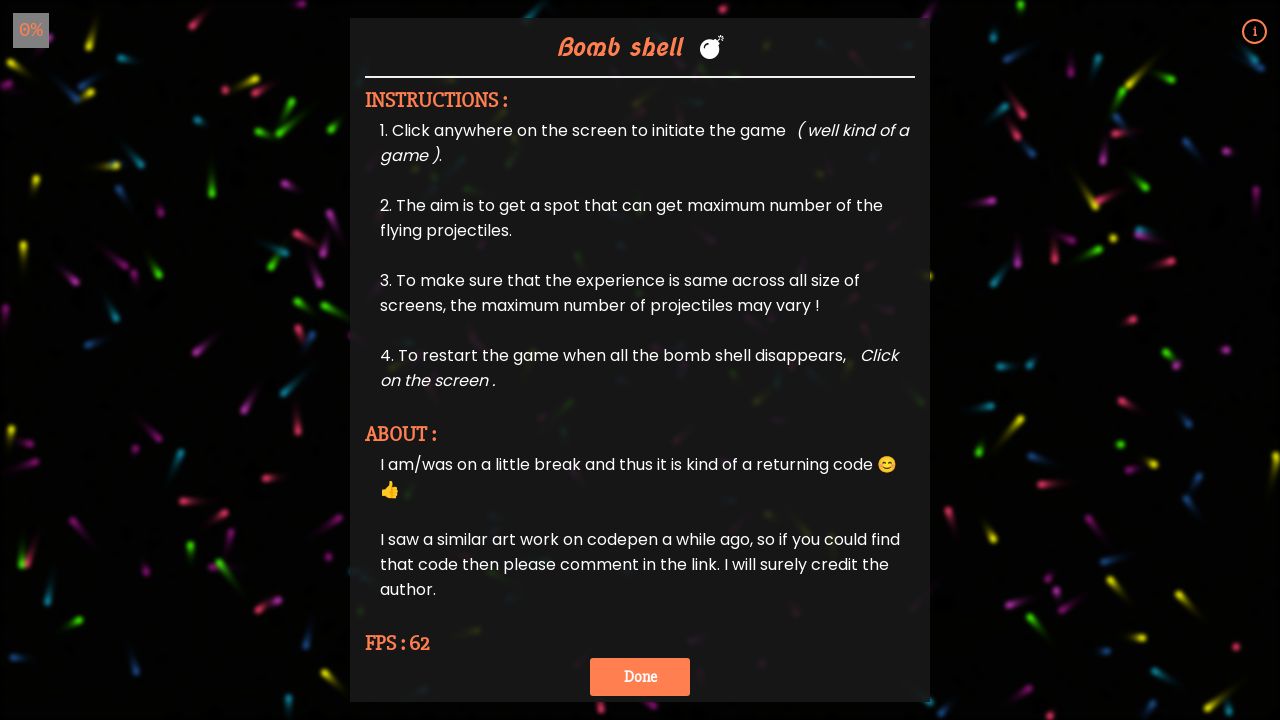 0%
i
Bomb shell 💣
INSTRUCTIONS :
1. Click anywhere on the screen to initiate the game ( well kind of a
game ).
2. The aim is to get a spot that can get maximum number of the
flying projectiles.
3. To make sure that the experience is same across all size of
screens, the maximum number of projectiles may vary !
4. To restart the game when all the bomb shell disappears, Click
on the screen .
ABOUT :
I am/was on a little break and thus it is kind of a returning code 😊
👍
I saw a similar art work on codepen a while ago, so if you could find
that code then please comment in the link. I will surely credit the
author.
FPS : 62
Done